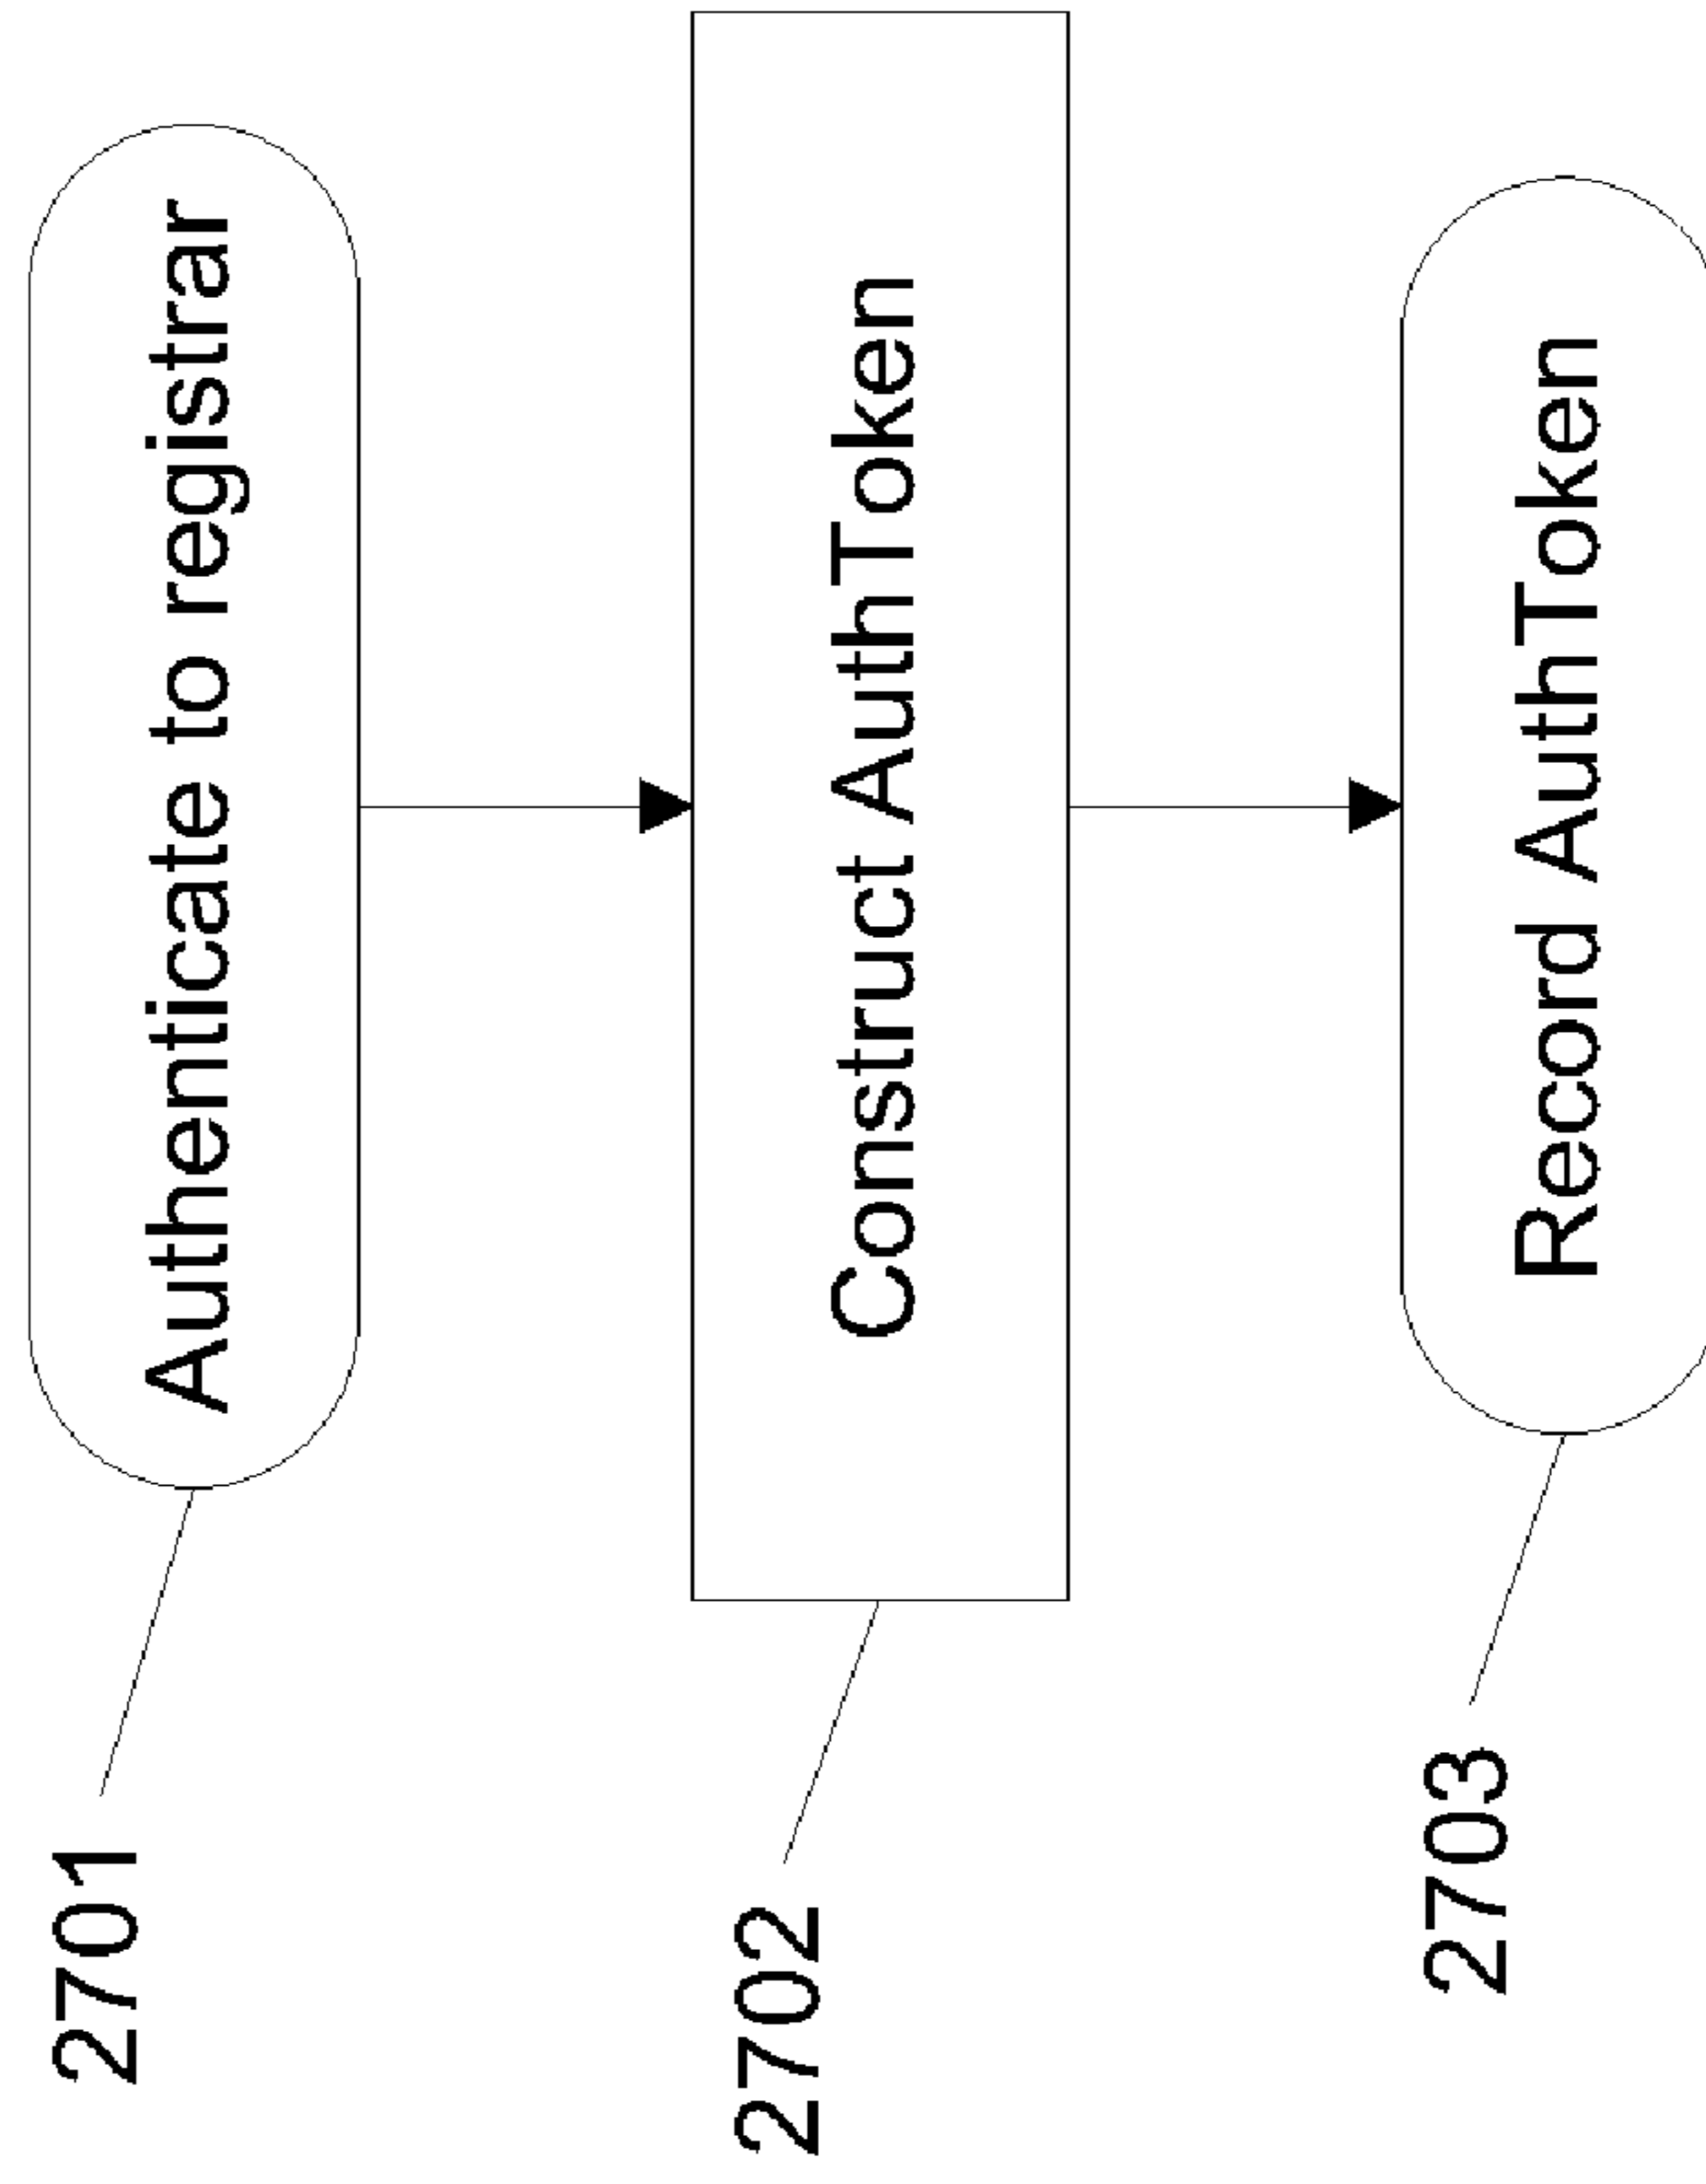 2701
Authenticate to registrar
2702
Construct AuthToken
2703
Record AuthToken